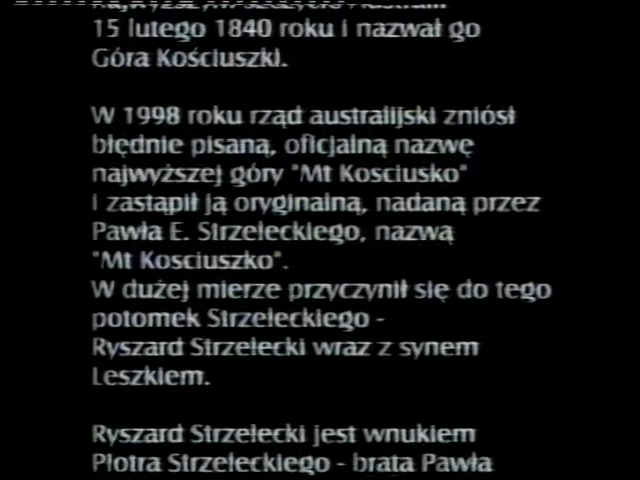 15 lutego 1840 roku i nazwał go
Góra Kościuszki.
W 1998 roku rząd australijski zniósł
błędnie pisaną, oficjalną nazwę
najwyższej góry "Mt Kosciusko"
i zastąpił ją oryginalną, nadaną przez
Pawła E. Strzeleckiego, nazwą
"Mt Kosciuszko".
W dużej mierze przyczynił się do tego
potomek Strzeleckiego -
Ryszard Strzelecki wraz z synem
Leszkiem.
Ryszard Strzelecki jest wnukiem
Piotra Strzeleckiego - brata Pawła